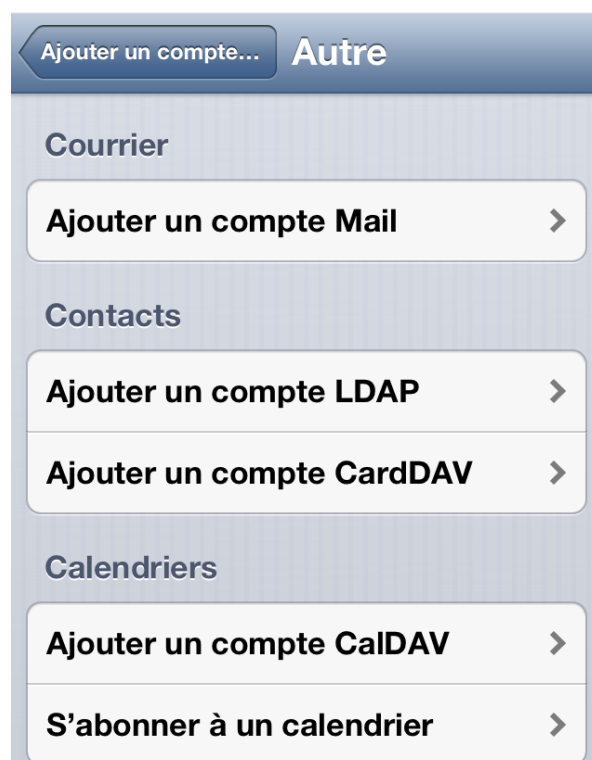 Ajouter un compte... Autre
Courrier
Ajouter un compte Mail
Contacts
Ajouter un compte LDAP
Ajouter un compte CardDAV
Calendriers
Ajouter un compte CalDAV
S’abonner à un calendrier